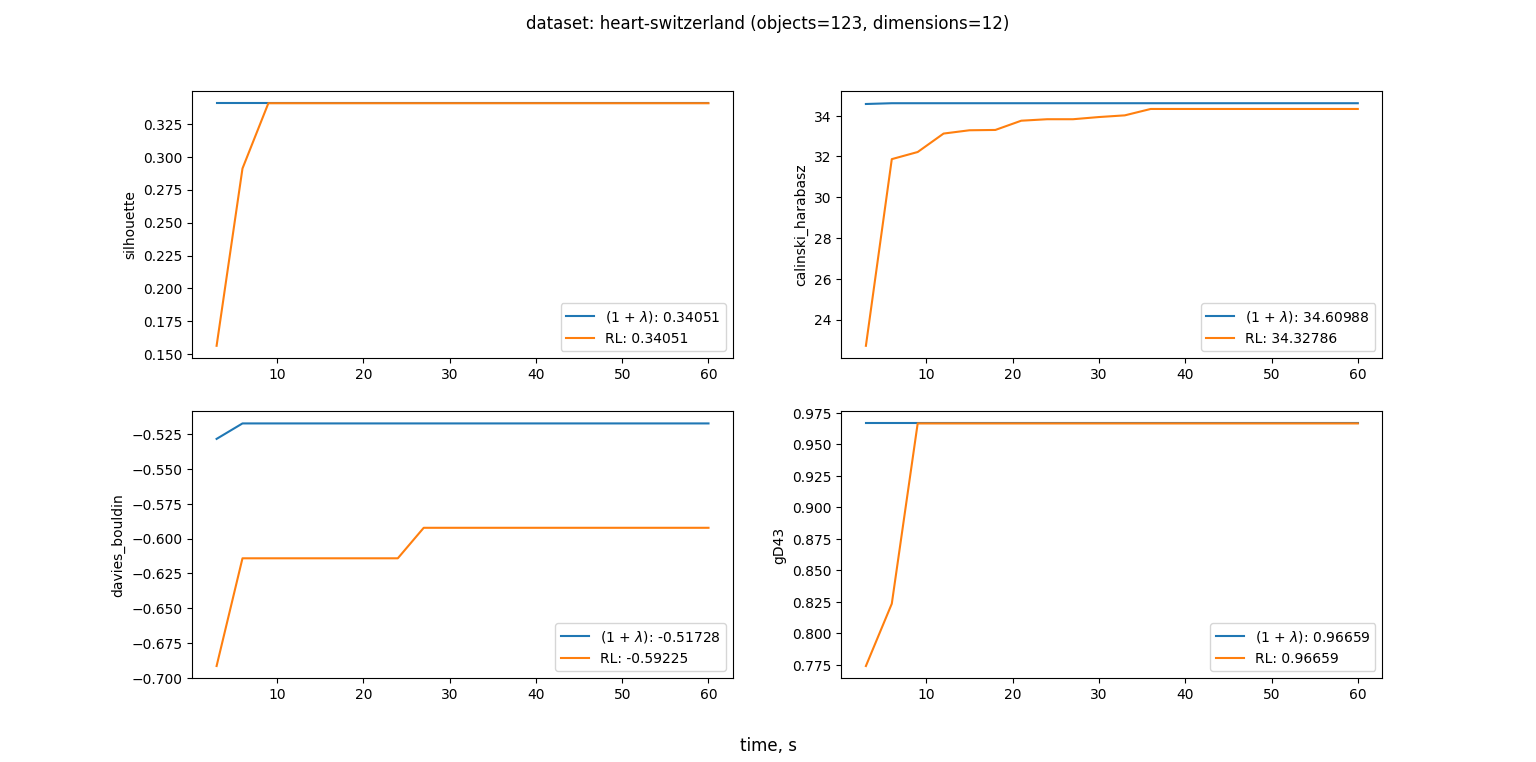 dataset: heart-switzerland (objects=123, dimensions=12)
silhouette
0.325
0.300
0.275
0.250
0.225
0.200
0.175
0.150
10 20 30 40 50 60
(1 + λ): 0.34051
RL: 0.34051
calinski_harabasz
34
32
30
28
26
24
10 20 30 40 50 60
(1 + λ): 34.60988
RL: 34.32786
davies_bouldin
−0.525
−0.550
−0.575
−0.600
−0.625
−0.650
−0.675
−0.700
10 20 30 40 50 60
(1 + λ): -0.51728
RL: -0.59225
gD43
0.975
0.950
0.925
0.900
0.875
0.850
0.825
0.800
0.775
10 20 30 40 50 60
(1 + λ): 0.96659
RL: 0.96659
time, s